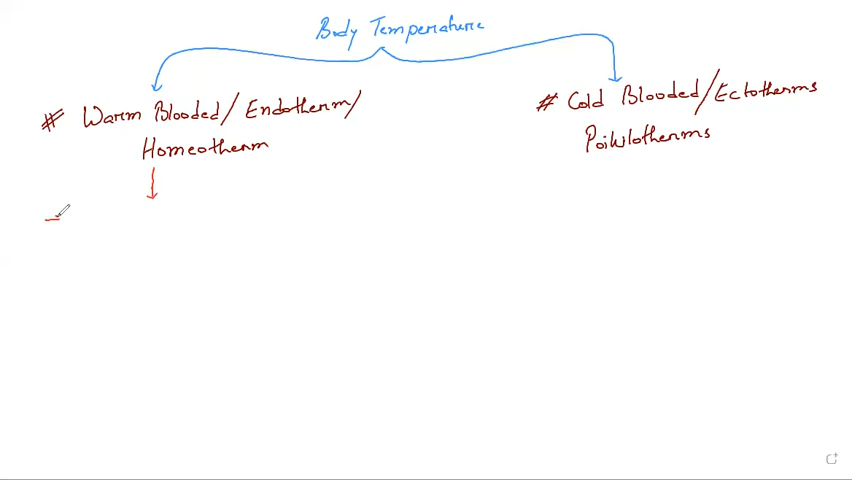 Body Temperature
# Warm Blooded/Endotherm/
Homeotherm
# Cold Blooded/Ectotherms
Poikilotherms